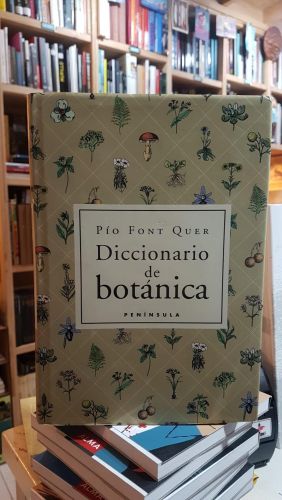 PÍO FONT QUER
Diccionario
de
botánica
PENÍNSULA